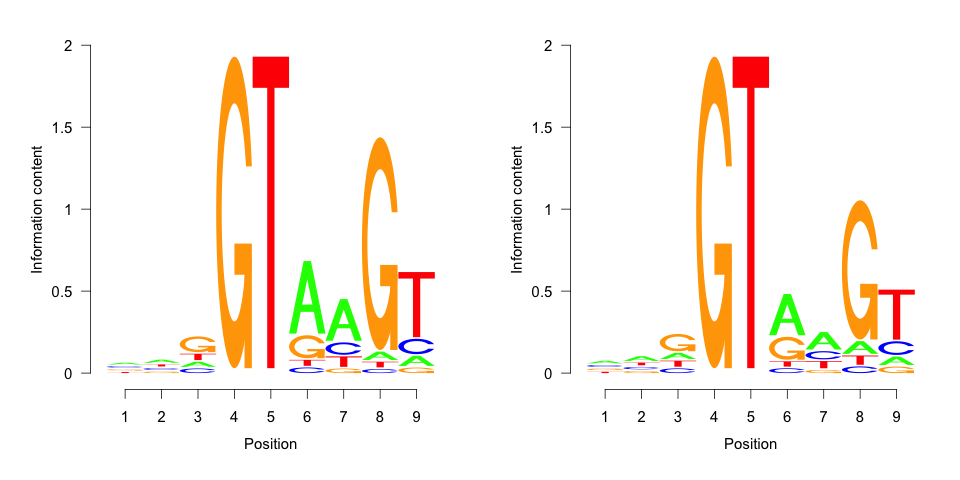 2
1.5
1
0.5
0
Information content
G T A A G T
G C A C
T T T A
A C G C G
1 2 3 4 5 6 7 8 9
Position
2
1.5
1
0.5
0
Information content
G T A A G T
G C A C
A T T T A
T C G C G
1 2 3 4 5 6 7 8 9
Position